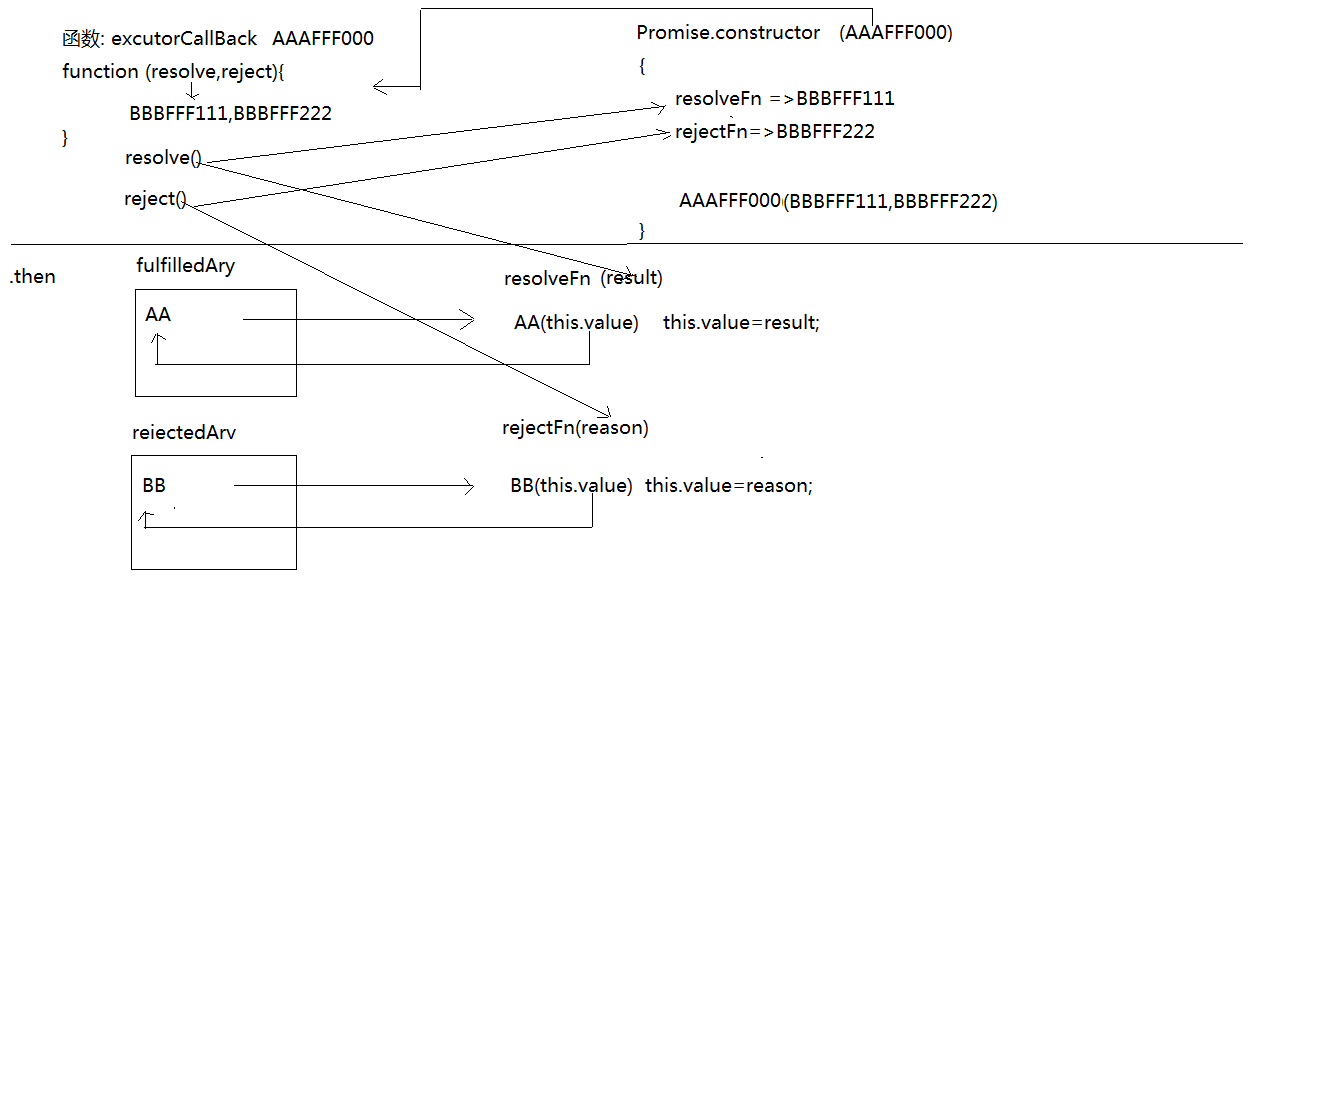 函数: excutorCallBack AAAFFF000
function (resolve,reject){
BBBFFF111,BBBFFF222
}
resolve()
reject()
Promise.constructor (AAAFFF000)
{
resolveFn =>BBBFFF111
rejectFn=>BBBFFF222
AAAFFF000(BBBFFF111,BBBFFF222)
}
.then
fulfilledAry
AA
resolveFn (result)
AA(this.value) this.value=result;
reiectedArv
BB
rejectFn(reason)
BB(this.value) this.value=reason;